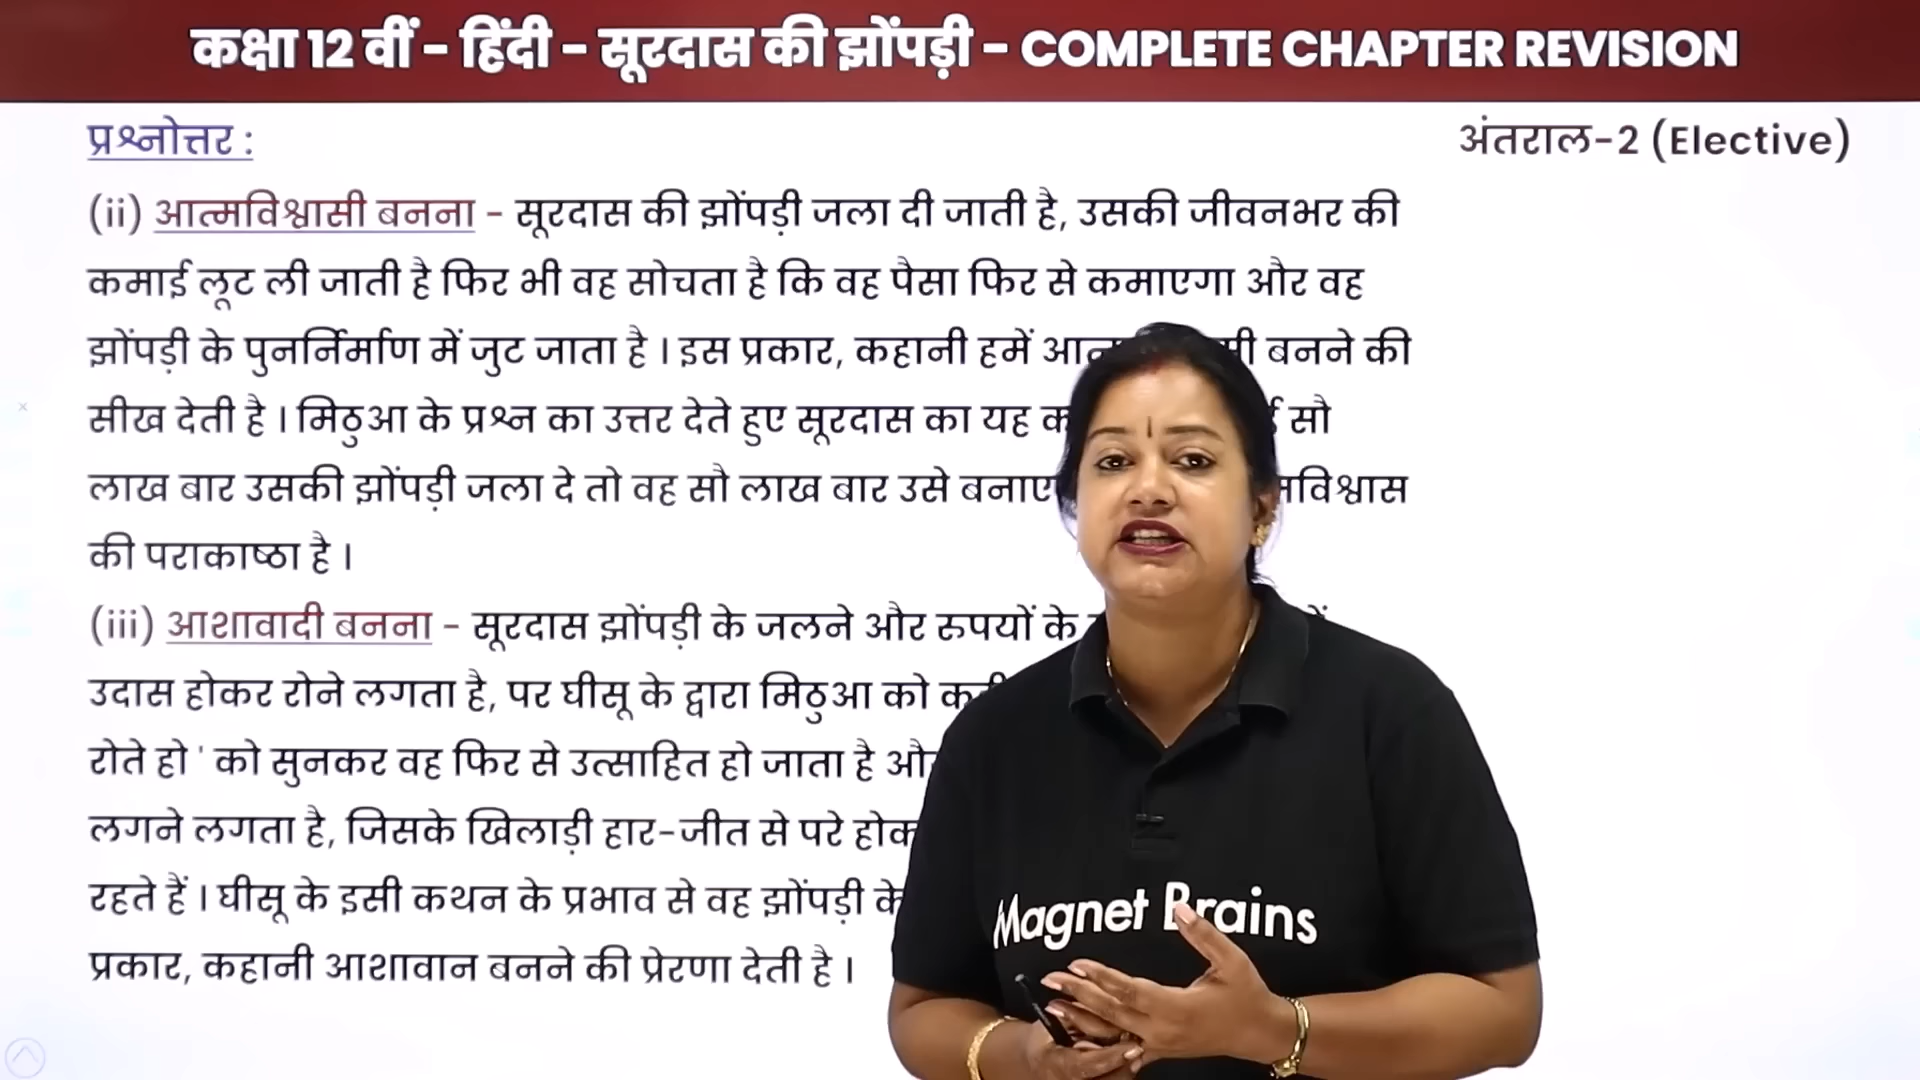 कक्षा 12 वीं – हिंदी – सूरदास की झोंपड़ी – COMPLETE CHAPTER REVISION
प्रश्नोत्तर :
अंतराल-2 (Elective)
(ii) आत्मविश्वासी बनना - सूरदास की झोंपड़ी जला दी जाती है, उसकी जीवनभर की
कमाई लूट ली जाती है फिर भी वह सोचता है कि वह पैसा फिर से कमाएगा और वह
झोंपड़ी के पुनर्निर्माण में जुट जाता है । इस प्रकार, कहानी हमें बनने की
सीख देती है । मिठुआ के प्रश्न का उत्तर देते हुए सूरदास का यह सौ
लाख बार उसकी झोंपड़ी जला दे तो वह सौ लाख बार उसे
की पराकाष्ठा है ।
(iii) आशावादी बनना - सूरदास झोंपड़ी के जलने और रुपयों के
उदास होकर रोने लगता है, पर घीसू के द्वारा मिठुआ को
रोते हो ' को सुनकर वह फिर से उत्साहित हो जाता है
लगने लगता है, जिसके खिलाड़ी हार-जीत से परे
रहते हैं । घीसू के इसी कथन के प्रभाव से वह झोंपड़ी के
प्रकार, कहानी आशावान बनने की प्रेरणा देती है ।
Magnet Brains